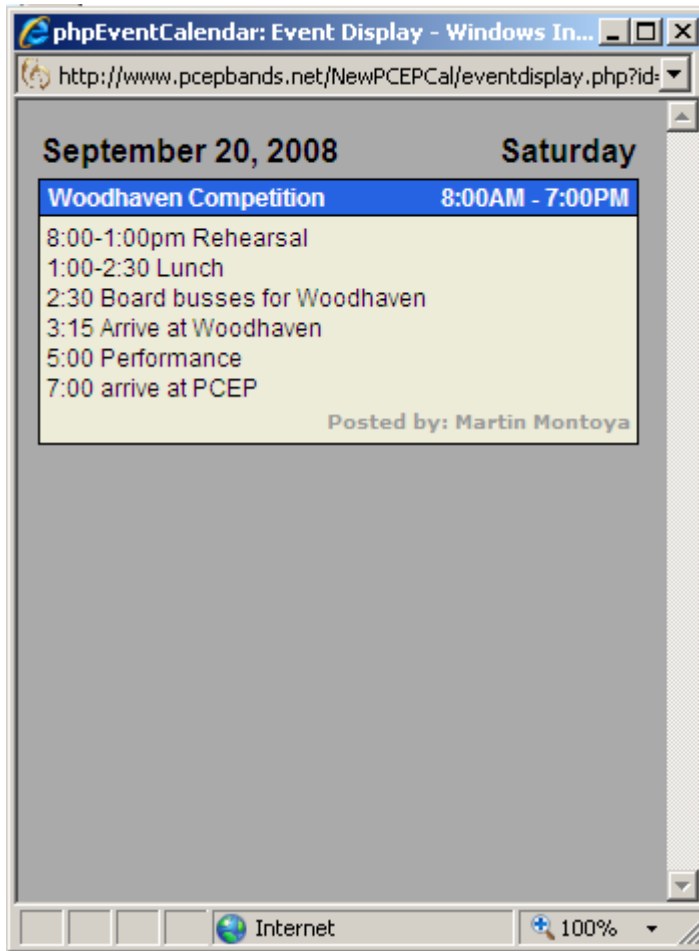 phpEventCalendar: Event Display - Windows In...
http://www.pcepbands.net/NewPCEPCal/eventdisplay.php?id=
September 20, 2008 Saturday
Woodhaven Competition 8:00AM - 7:00PM
8:00-1:00pm Rehearsal
1:00-2:30 Lunch
2:30 Board busses for Woodhaven
3:15 Arrive at Woodhaven
5:00 Performance
7:00 arrive at PCEP
Posted by: Martin Montoya
Internet 100%